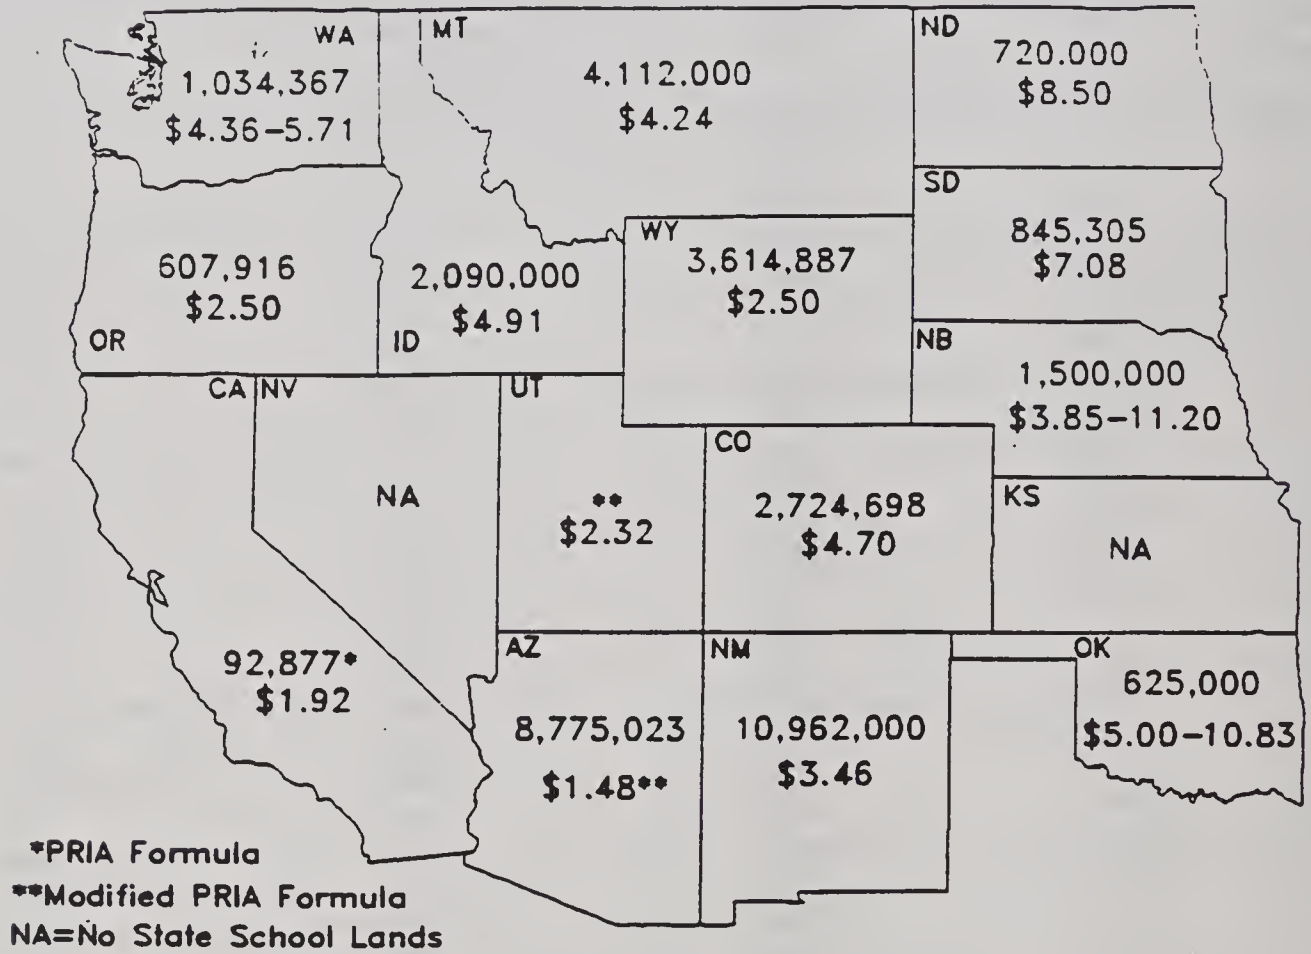 WA
1,034,367
$4.36-5.71
MT
4,112,000
$4.24
ND
720.000
$8.50
SD
845,305
$7.08
OR
607,916
$2.50
ID
2,090,000
$4.91
WY
3,614,887
$2.50
NB
1,500,000
$3.85-11.20
CA
92,877*
$1.92
NV
NA
UT
**
$2.32
CO
2,724,698
$4.70
KS
NA
AZ
8,775,023
$1.48**
NM
10,962,000
$3.46
OK
625,000
$5.00-10.83
*PRIA Formula
**Modified PRIA Formula
NA=No State School Lands